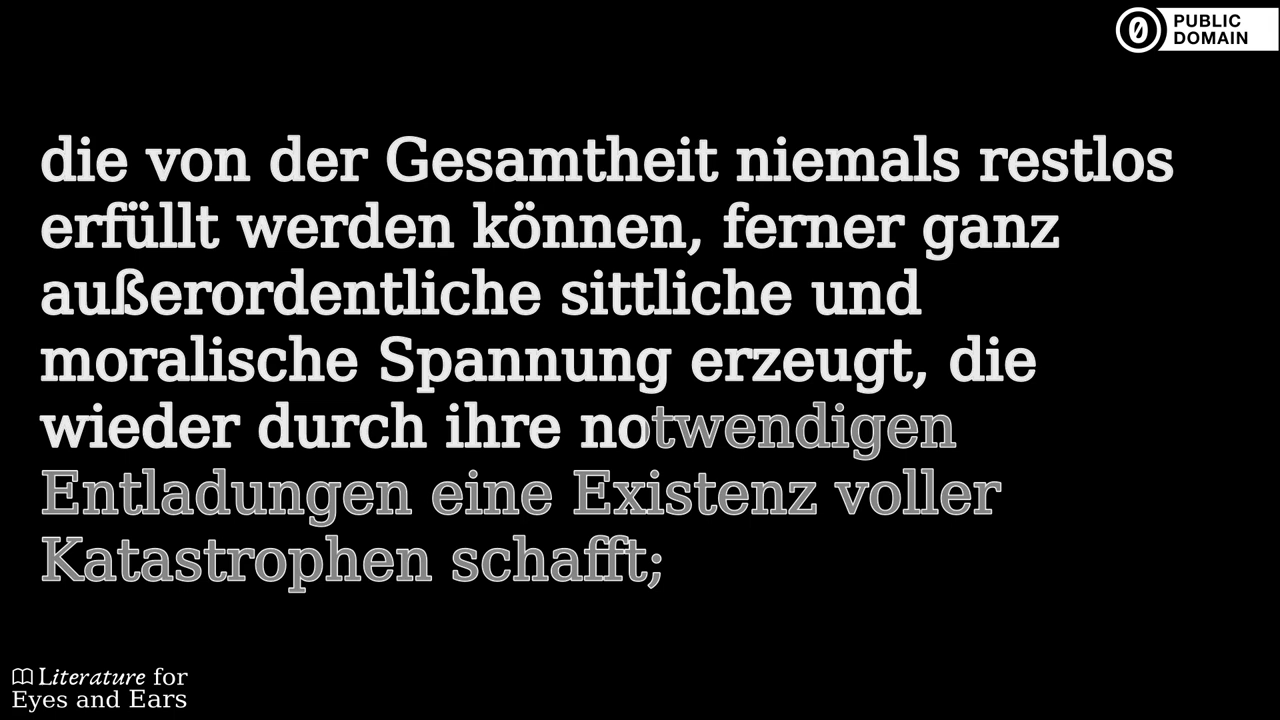 PUBLIC
DOMAIN
die von der Gesamtheit niemals restlos
erfüllt werden können, ferner ganz
außerordentliche sittliche und
moralische Spannung erzeugt, die
wieder durch ihre notwendigen
Entladungen eine Existenz voller
Katastrophen schafft;
Literature for
Eyes and Ears